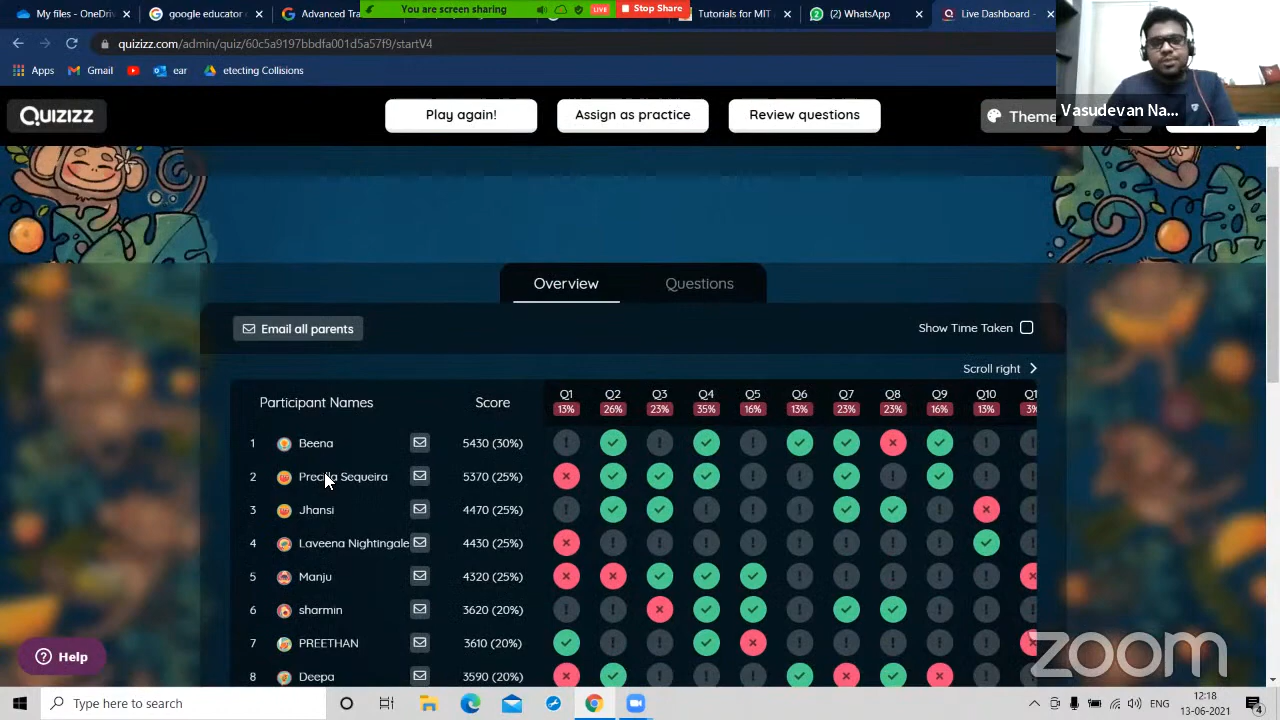 You are screen sharing LIVE Stop Share
My files - OneDri
google educator
Advanced Tra
Tutorials for MIT
(2) WhatsApp
Live Dashboard -
quizizz.com/admin/quiz/60c5a9197bbdfa001d5a57f9/startV4
Apps Gmail ear etecting Collisions
Vasudevan Na...
Quizizz
Play again!
Assign as practice
Review questions
Theme
Overview Questions
Email all parents
Show Time Taken
Scroll right
Participant Names Score Q1 Q2 Q3 Q4 Q5 Q6 Q7 Q8 Q9 Q10
13% 26% 23% 35% 16% 13% 23% 23% 16% 13% 3%
1 Beena 5430 (30%)
2 Precilla Sequeira 5370 (25%)
3 Jhansi 4470 (25%)
4 Laveena Nightingale 4430 (25%)
5 Manju 4320 (25%)
6 sharmin 3620 (20%)
7 PREETHAN 3610 (20%)
8 Deepa 3590 (20%)
Help
zoom
Type here to search
ENG
12:18
13-06-2021
4